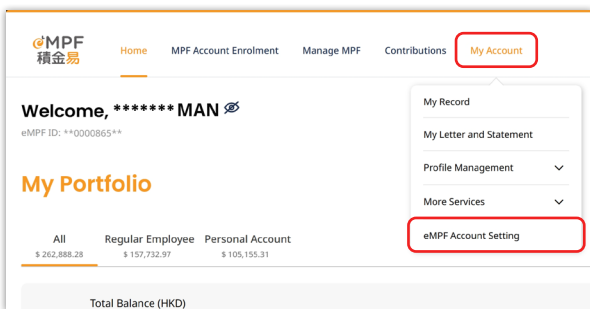 eMPF
積金易
Home MPF Account Enrolment Manage MPF Contributions My Account
Welcome, ******* MAN
eMPF ID: **0000865**
My Record
My Letter and Statement
Profile Management
More Services
eMPF Account Setting
My Portfolio
All Regular Employee Personal Account
$ 262,888.28 $ 157,732.97 $ 105,155.31
Total Balance (HKD)